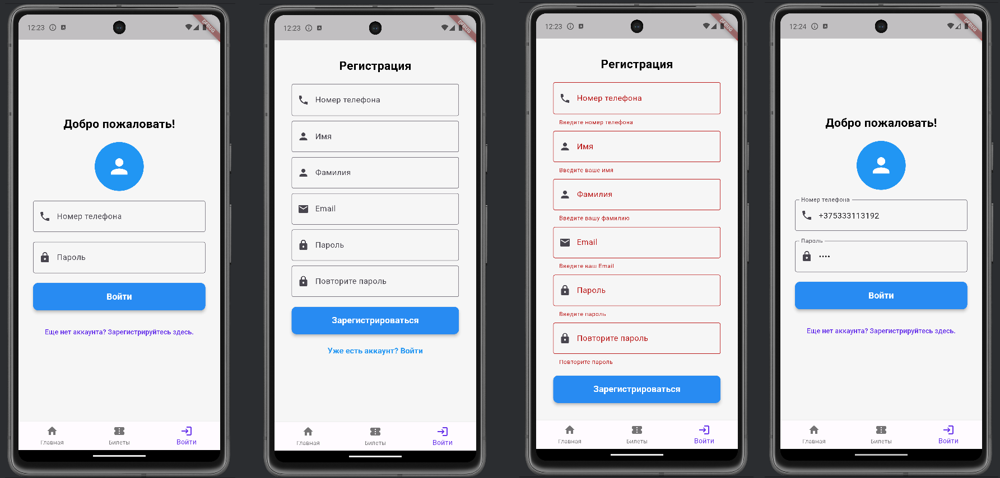 12:23
DEBUG
Добро пожаловать!
Номер телефона
Пароль
Войти
Еще нет аккаунта? Зарегистрируйтесь здесь.
Главная
Билеты
Войти
12:23
DEBUG
Регистрация
Номер телефона
Имя
Фамилия
Email
Пароль
Повторите пароль
Зарегистрироваться
Уже есть аккаунт? Войти
Главная
Билеты
Войти
12:23
DEBUG
Регистрация
Номер телефона
Введите номер телефона
Имя
Введите ваше имя
Фамилия
Введите вашу фамилию
Email
Введите ваш Email
Пароль
Введите пароль
Повторите пароль
Повторите пароль
Зарегистрироваться
Главная
Билеты
Войти
12:24
DEBUG
Добро пожаловать!
Номер телефона
+375333113192
Пароль
••••
Войти
Еще нет аккаунта? Зарегистрируйтесь здесь.
Главная
Билеты
Войти